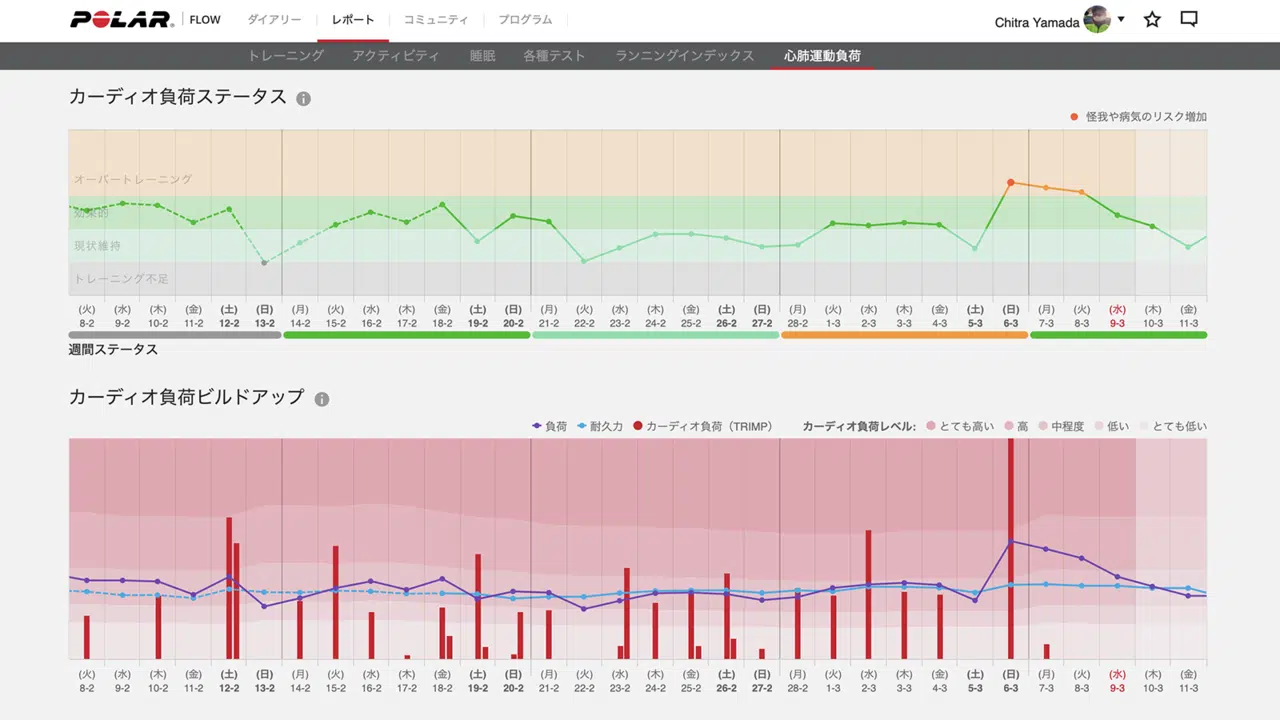 POLAR. FLOW ダイアリー レポート コミュニティ プログラム Chitra Yamada
トレーニング アクティビティ 睡眠 各種テスト ランニングインデックス 心肺運動負荷
カーディオ負荷ステータス i
怪我や病気のリスク増加
オーバートレーニング
効果的
現状維持
トレーニング不足
(火) (水) (木) (金) (土) (日) (月) (火) (水) (木) (金) (土) (日) (月) (火) (水) (木) (金) (土) (日) (月) (火) (水) (木) (金) (土) (日) (月) (火) (水) (木) (金)
8-2 9-2 10-2 11-2 12-2 13-2 14-2 15-2 16-2 17-2 18-2 19-2 20-2 21-2 22-2 23-2 24-2 25-2 26-2 27-2 28-2 1-3 2-3 3-3 4-3 5-3 6-3 7-3 8-3 9-3 10-3 11-3
週間ステータス
カーディオ負荷ビルドアップ i
負荷 耐久力 カーディオ負荷（TRIMP） カーディオ負荷レベル: とても高い 高 中程度 低い とても低い
(火) (水) (木) (金) (土) (日) (月) (火) (水) (木) (金) (土) (日) (月) (火) (水) (木) (金) (土) (日) (月) (火) (水) (木) (金) (土) (日) (月) (火) (水) (木) (金)
8-2 9-2 10-2 11-2 12-2 13-2 14-2 15-2 16-2 17-2 18-2 19-2 20-2 21-2 22-2 23-2 24-2 25-2 26-2 27-2 28-2 1-3 2-3 3-3 4-3 5-3 6-3 7-3 8-3 9-3 10-3 11-3